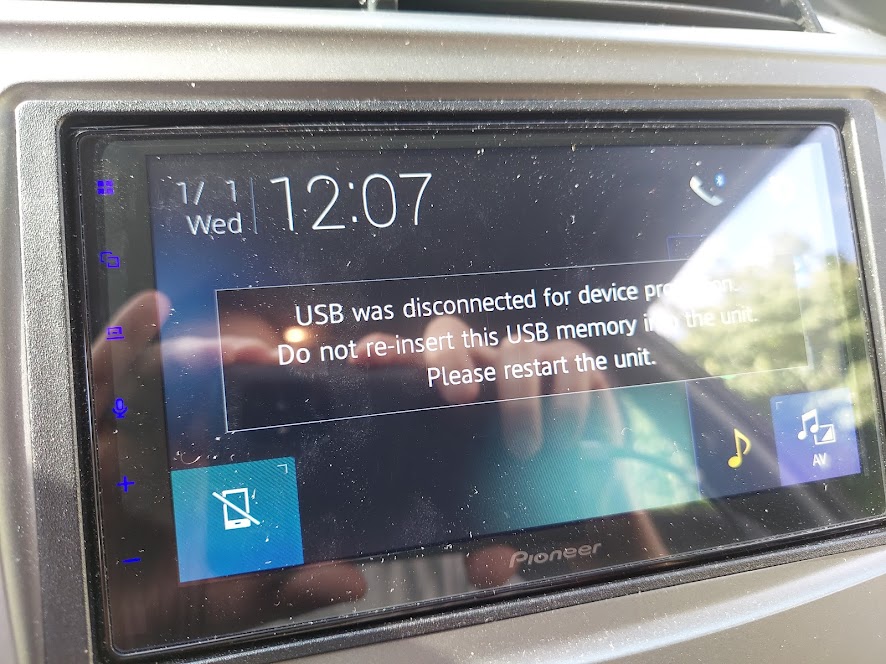 1/ 1
Wed
12:07
USB was disconnected for device
Do not re-insert this USB memory the unit.
Please restart the unit.
AV
Pioneer